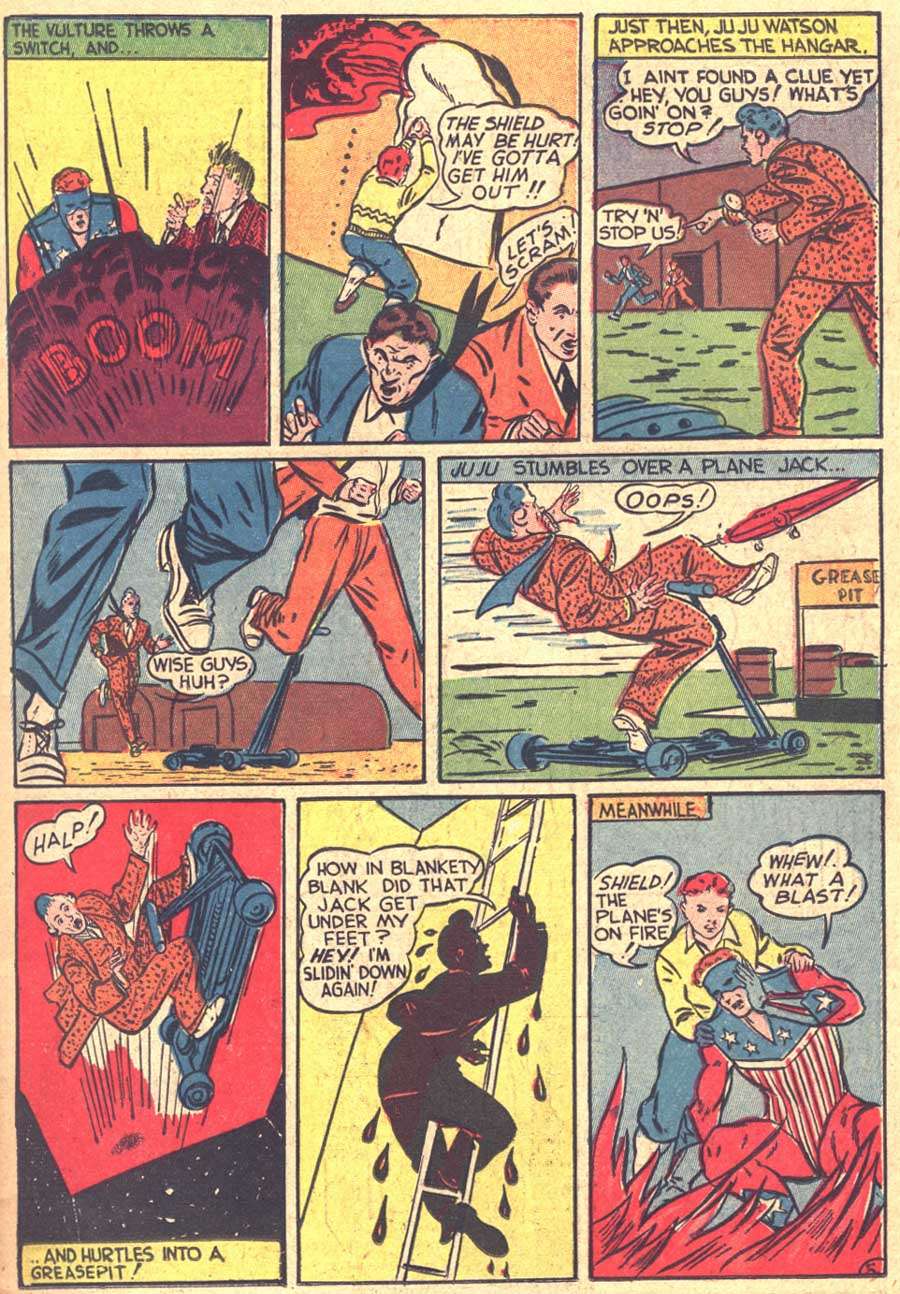 THE VULTURE THROWS A
SWITCH, AND...
BOOM
THE SHIELD
MAY BE HURT!
I'VE GOTTA
GET HIM
OUT!!
LET'S
SCRAM!
JUST THEN, JU JU WATSON
APPROACHES THE HANGAR.
I AINT FOUND A CLUE YET
HEY, YOU GUYS! WHAT'S
GOIN' ON?
STOP!
TRY 'N'
STOP US!
WISE GUYS,
HUH?
JUJU STUMBLES OVER A PLANE JACK...
OOPS!
GREASE
PIT
HALP!
...AND HURTLES INTO A
GREASEPIT!
HOW IN BLANKETY
BLANK DID THAT
JACK GET
UNDER MY
FEET?
HEY! I'M
SLIDIN' DOWN
AGAIN!
MEANWHILE,
SHIELD!
THE
PLANE'S
ON FIRE
WHEW!
WHAT A
BLAST!
5